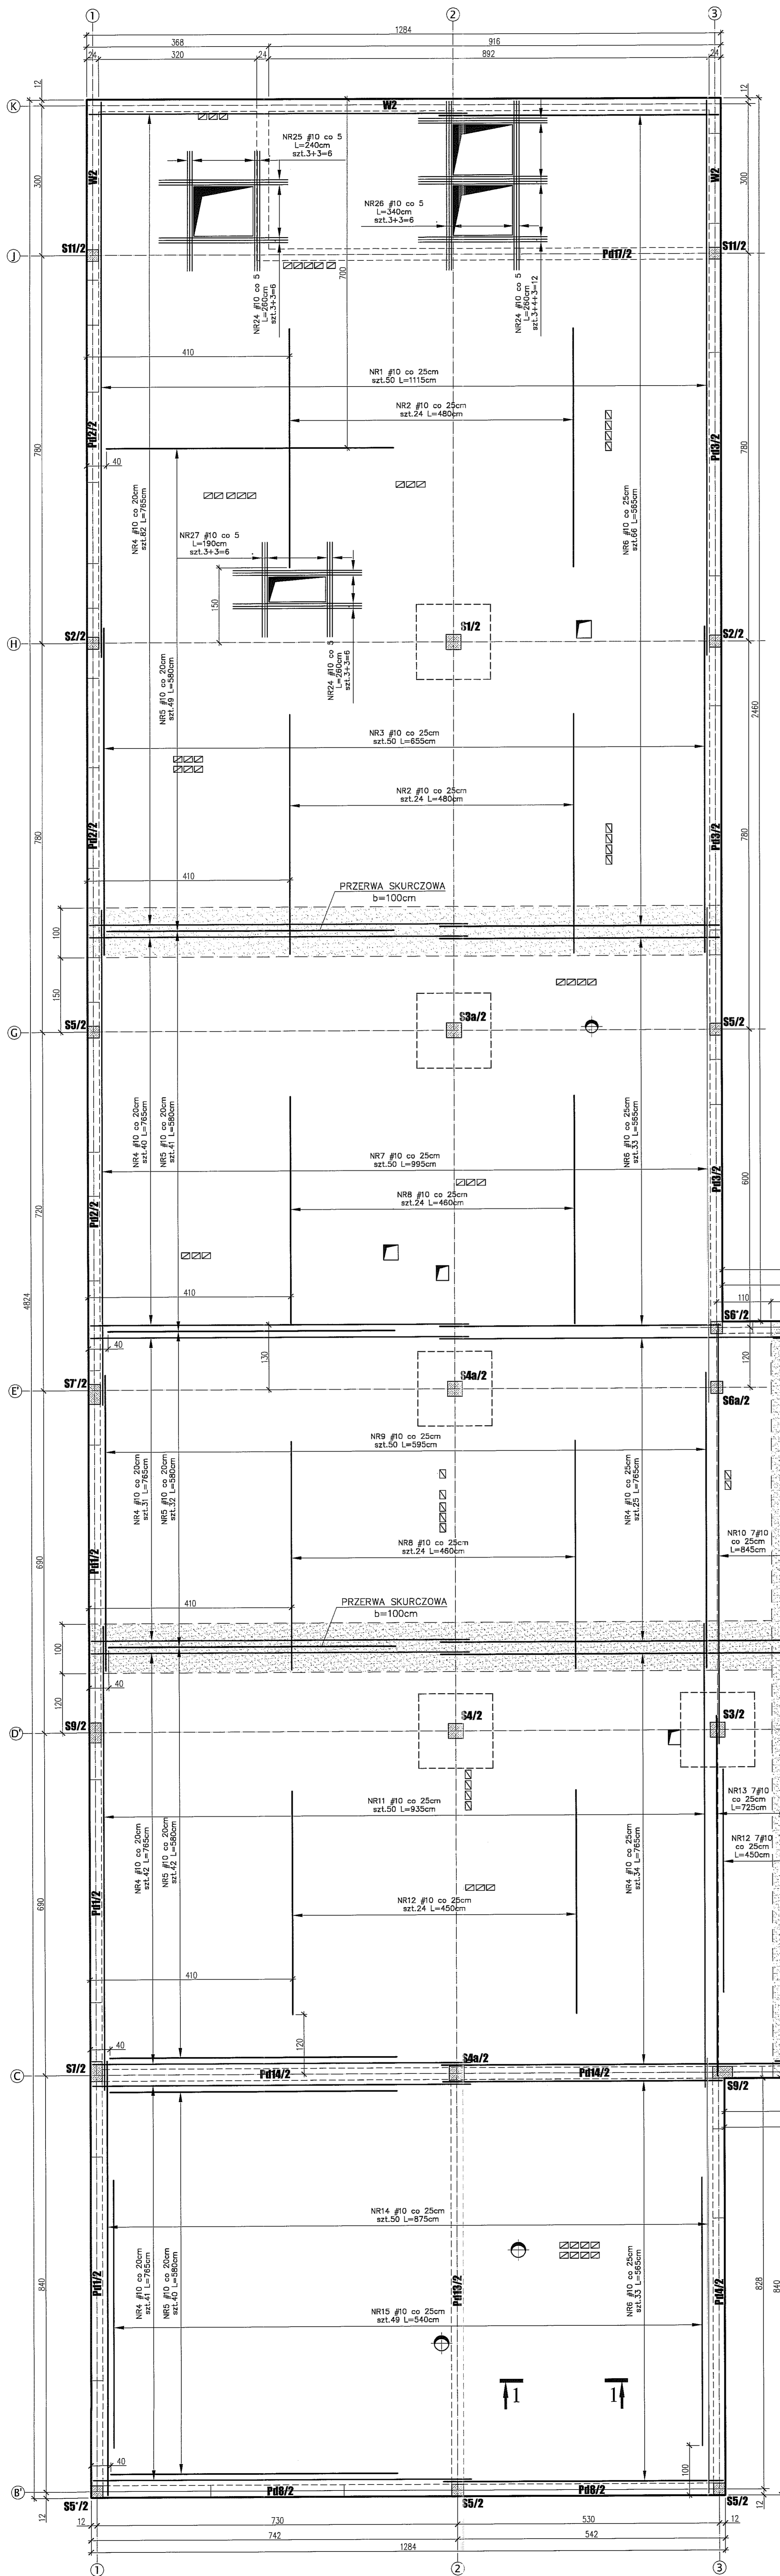 1 2 3
1284
368 916
24 320 24 892 24
12 12
K W2
W2 W2
300 300
NR25 #10 co 5
L=240cm
szt.3+3=6
NR26 #10 co 5
L=340cm
szt.3+3=6
S11/2 S11/2
J Pd17/2
NR24 #10 co 5
L=260cm
szt.3+3=6
700
NR24 #10 co 5
L=260cm
szt.3+4+3=12
410
NR1 #10 co 25cm
szt.50 L=1115cm
NR2 #10 co 25cm
szt.24 L=480cm
Pd2/2 Pd3/2
780 780
40
NR4 #10 co 20cm
szt.82 L=765cm
NR6 #10 co 25cm
szt.66 L=565cm
NR27 #10 co 5
L=190cm
szt.3+3=6
150
S2/2 S1/2 S2/2
H
NR24 #10 co 5
L=260cm
szt.3+3=6
NR5 #10 co 20cm
szt.49 L=580cm
2460
NR3 #10 co 25cm
szt.50 L=655cm
NR2 #10 co 25cm
szt.24 L=480cm
780 Pd2/2 Pd3/2 780
410
PRZERWA SKURCZOWA
b=100cm
100
150
S5/2 S3a/2 S5/2
G
NR4 #10 co 20cm
szt.40 L=765cm
NR5 #10 co 20cm
szt.41 L=580cm
NR6 #10 co 25cm
szt.33 L=565cm
NR7 #10 co 25cm
szt.50 L=995cm
NR8 #10 co 25cm
szt.24 L=460cm
720 Pd2/2 Pd3/2 600
4824
410
110
S6'/2
40 130 120
S7'/2 S4a/2 S6a/2
E'
NR9 #10 co 25cm
szt.50 L=595cm
NR4 #10 co 20cm
szt.31 L=765cm
NR5 #10 co 20cm
szt.32 L=580cm
NR4 #10 co 25cm
szt.25 L=765cm
NR8 #10 co 25cm
szt.24 L=460cm
NR10 7#10
co 25cm
L=845cm
690 Pd1/2
410
PRZERWA SKURCZOWA
b=100cm
100
40
120
S9/2 S4/2 S3/2
D'
NR11 #10 co 25cm
szt.50 L=935cm
NR13 7#10
co 25cm
L=725cm
NR12 7#10
co 25cm
L=450cm
NR4 #10 co 20cm
szt.42 L=765cm
NR5 #10 co 20cm
szt.42 L=580cm
NR4 #10 co 25cm
szt.34 L=765cm
NR12 #10 co 25cm
szt.24 L=450cm
690 Pd1/2
410
40 120
S7/2 S4a/2
C Pd14/2 Pd14/2
S9/2
NR14 #10 co 25cm
szt.50 L=875cm
NR4 #10 co 20cm
szt.41 L=765cm
NR5 #10 co 20cm
szt.40 L=580cm
NR6 #10 co 25cm
szt.33 L=565cm
840 Pd1/2 Pd13/2 Pd4/2 828 840
NR15 #10 co 25cm
szt.49 L=540cm
1 1
40 100
B' Pd8/2 Pd8/2
S5'/2 S5/2 S5/2
12 12
12 730 530 12
742 542
1284
1 2 3